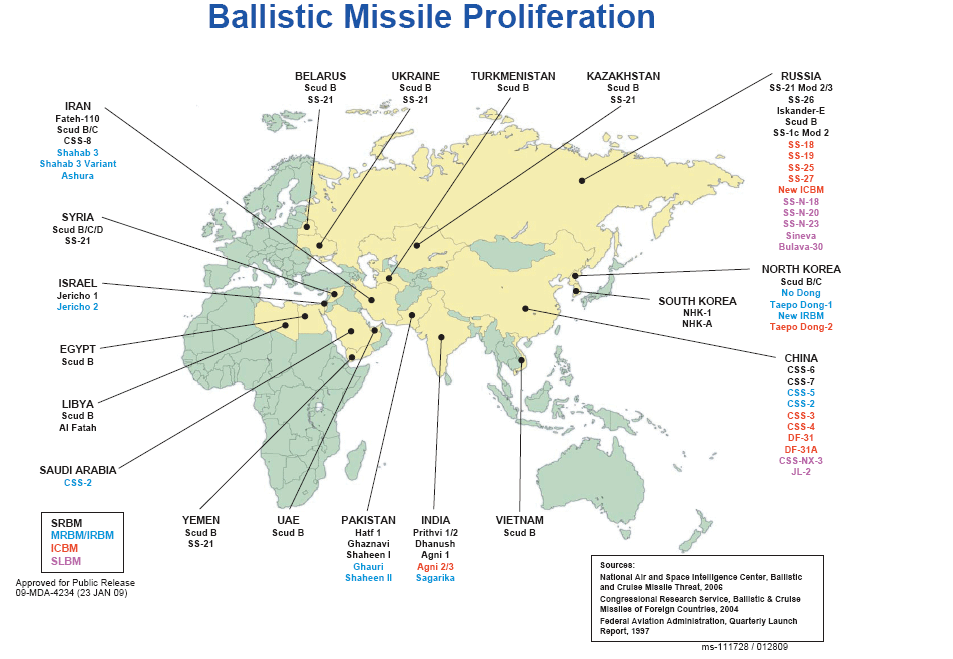 Ballistic Missile Proliferation
BELARUS
Scud B
SS-21
UKRAINE
Scud B
SS-21
TURKMENISTAN
Scud B
KAZAKHSTAN
Scud B
SS-21
RUSSIA
SS-21 Mod 2/3
SS-26
Iskander-E
Scud B
SS-1c Mod 2
SS-18
SS-19
SS-25
SS-27
New ICBM
SS-N-18
SS-N-20
SS-N-23
Sineva
Bulava-30
IRAN
Fateh-110
Scud B/C
CSS-8
Shahab 3
Shahab 3 Variant
Ashura
SYRIA
Scud B/C/D
SS-21
ISRAEL
Jericho 1
Jericho 2
EGYPT
Scud B
LIBYA
Scud B
Al Fatah
SAUDI ARABIA
CSS-2
NORTH KOREA
Scud B/C
No Dong
Taepo Dong-1
New IRBM
Taepo Dong-2
SOUTH KOREA
NHK-1
NHK-A
CHINA
CSS-6
CSS-7
CSS-5
CSS-2
CSS-3
CSS-4
DF-31
DF-31A
CSS-NX-3
JL-2
YEMEN
Scud B
SS-21
UAE
Scud B
PAKISTAN
Hatf 1
Ghaznavi
Shaheen I
Ghauri
Shaheen II
INDIA
Prithvi 1/2
Dhanush
Agni 1
Agni 2/3
Sagarika
VIETNAM
Scud B
SRBM
MRBM/IRBM
ICBM
SLBM
Approved for Public Release
09-MDA-4234 (23 JAN 09)
Sources:
National Air and Space Intelligence Center, Ballistic
and Cruise Missile Threat, 2006
Congressional Research Service, Ballistic & Cruise
Missiles of Foreign Countries, 2004
Federal Aviation Administration, Quarterly Launch
Report, 1997
ms-111728 / 012809